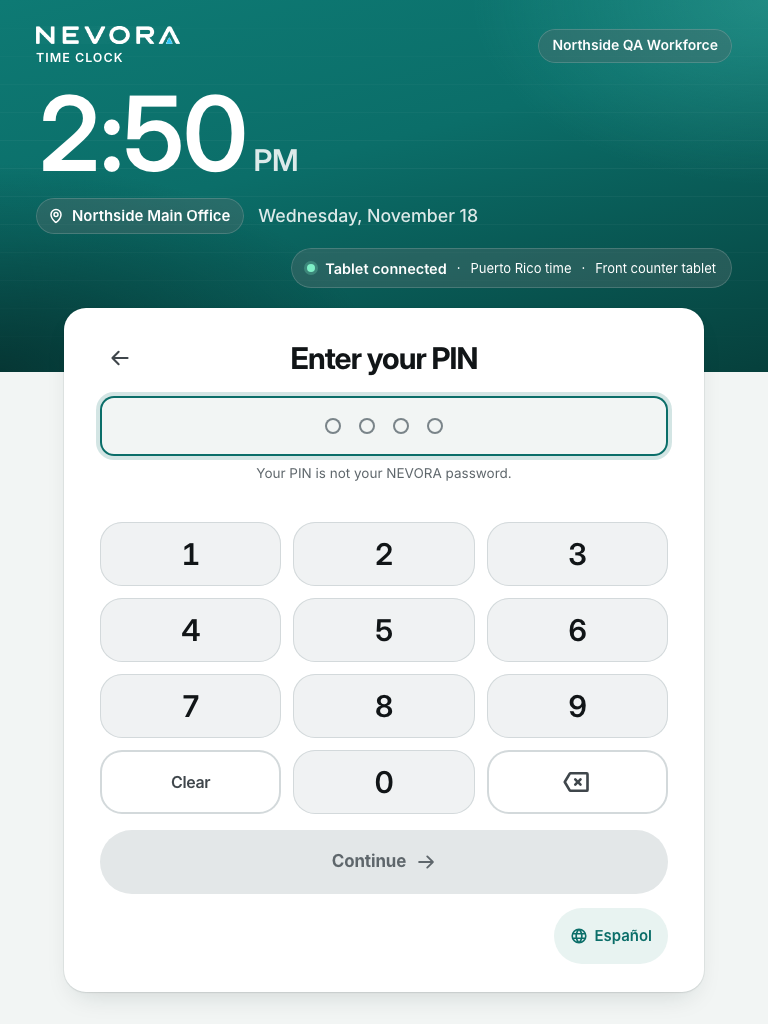 NEVORA
TIME CLOCK
Northside QA Workforce
2:50 PM
Northside Main Office
Wednesday, November 18
Tablet connected · Puerto Rico time · Front counter tablet
Enter your PIN
Your PIN is not your NEVORA password.
1 2 3
4 5 6
7 8 9
Clear 0
Continue
Español